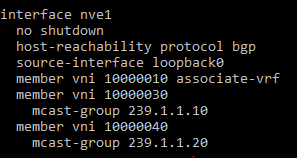 interface nve1
  no shutdown
  host-reachability protocol bgp
  source-interface loopback0
  member vni 10000010 associate-vrf
  member vni 10000030
    mcast-group 239.1.1.10
  member vni 10000040
    mcast-group 239.1.1.20